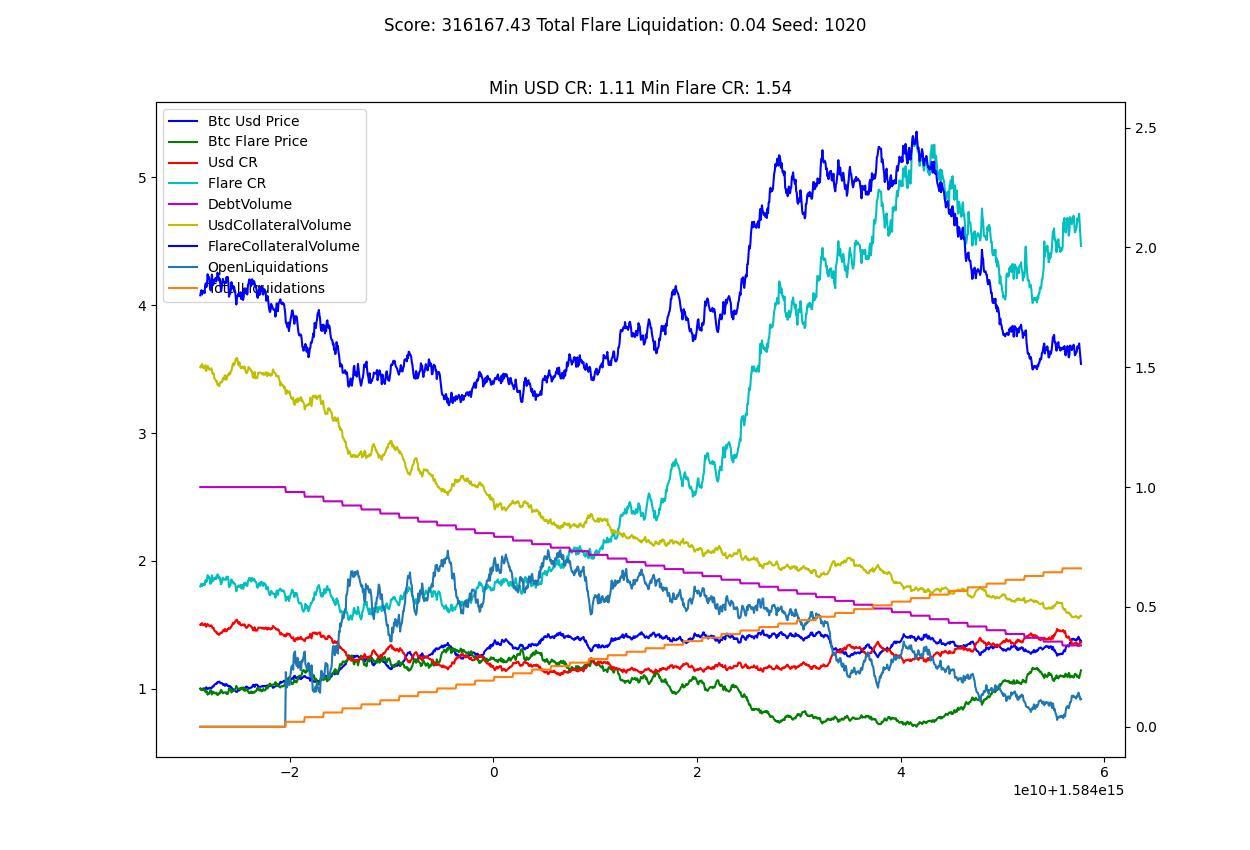 Score: 316167.43 Total Flare Liquidation: 0.04 Seed: 1020
Min USD CR: 1.11 Min Flare CR: 1.54
Btc Usd Price
Btc Flare Price
Usd CR
Flare CR
DebtVolume
UsdCollateralVolume
FlareCollateralVolume
OpenLiquidations
TotalLiquidations
5
4
3
2
1
2.5
2.0
1.5
1.0
0.5
0.0
−2 0 2 4 6
1e10+1.584e15